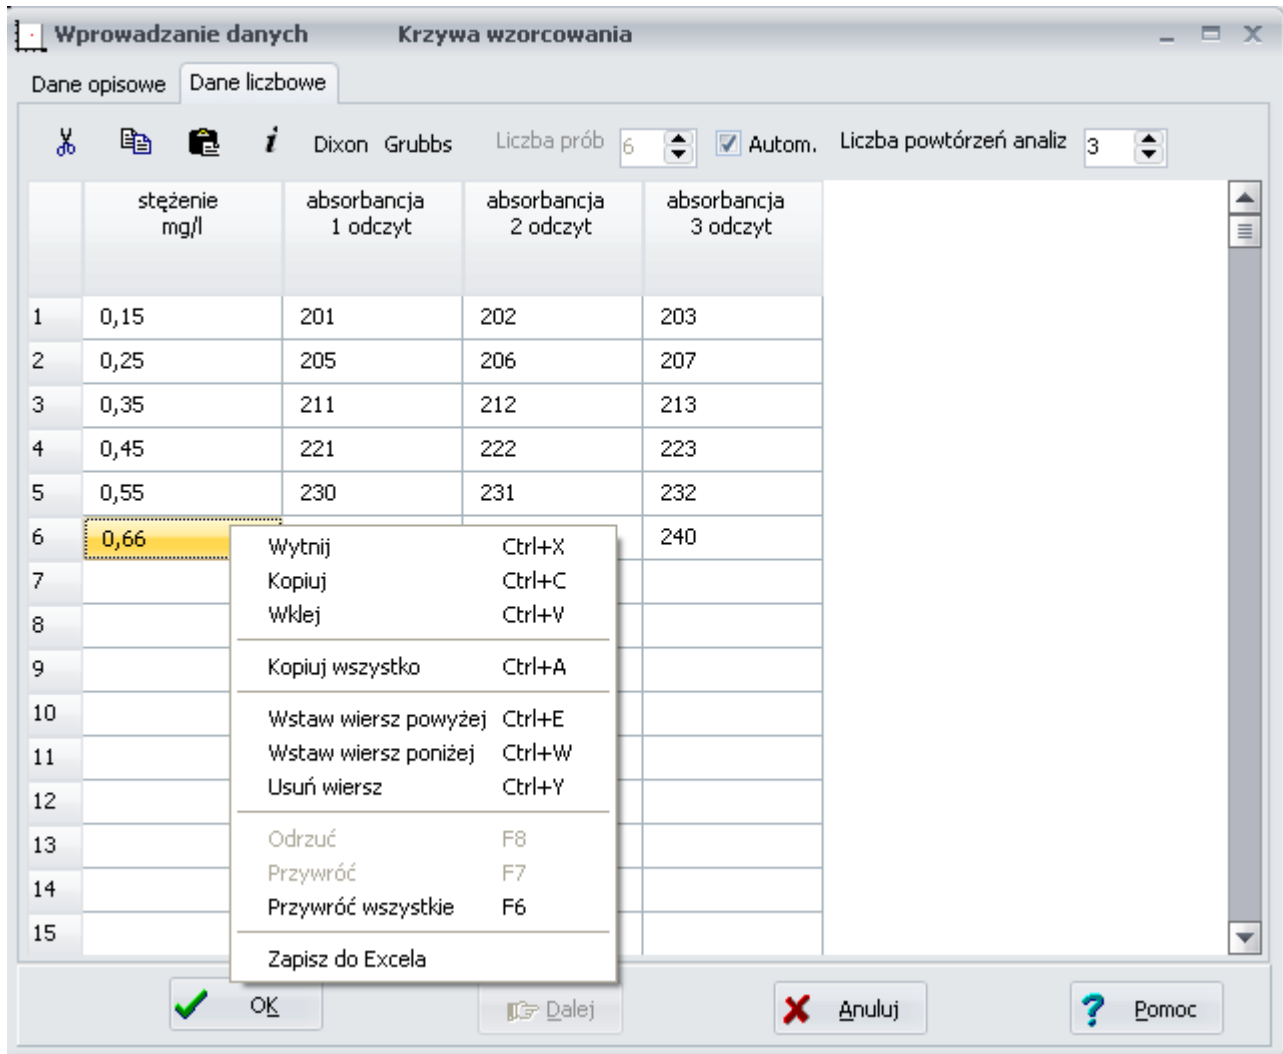 Wprowadzanie danych Krzywa wzorcowania
Dane opisowe Dane liczbowe
i Dixon Grubbs Liczba prób 6 Autom. Liczba powtórzeń analiz 3
stężenie absorbancja absorbancja absorbancja
mg/l 1 odczyt 2 odczyt 3 odczyt
1 0,15 201 202 203
2 0,25 205 206 207
3 0,35 211 212 213
4 0,45 221 222 223
5 0,55 230 231 232
6 0,66 240
7
8
9
10
11
12
13
14
15
Wytnij Ctrl+X
Kopiuj Ctrl+C
Wklej Ctrl+V
Kopiuj wszystko Ctrl+A
Wstaw wiersz powyżej Ctrl+E
Wstaw wiersz poniżej Ctrl+W
Usuń wiersz Ctrl+Y
Odrzuć F8
Przywróć F7
Przywróć wszystkie F6
Zapisz do Excela
OK Dalej Anuluj ? Pomoc